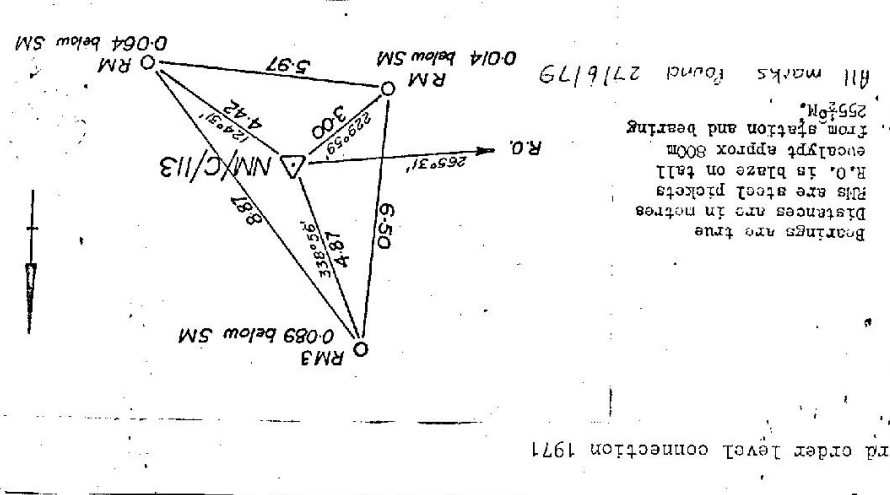 rd order level connection 1971
RM3
0·089 below SM
Bearings are true
Distances are in metres
RMs are steel pickets
R.O. is blaze on tall
eucalypt approx 800m
from station and bearing
255½°M.
All marks found 27/6/79
6·50
4·87
338°56'
8·87
R.O.
265°31'
NM/C/113
3·00
229°59'
4·42
124°51'
RM
0·014 below SM
5·97
RM
0·064 below SM